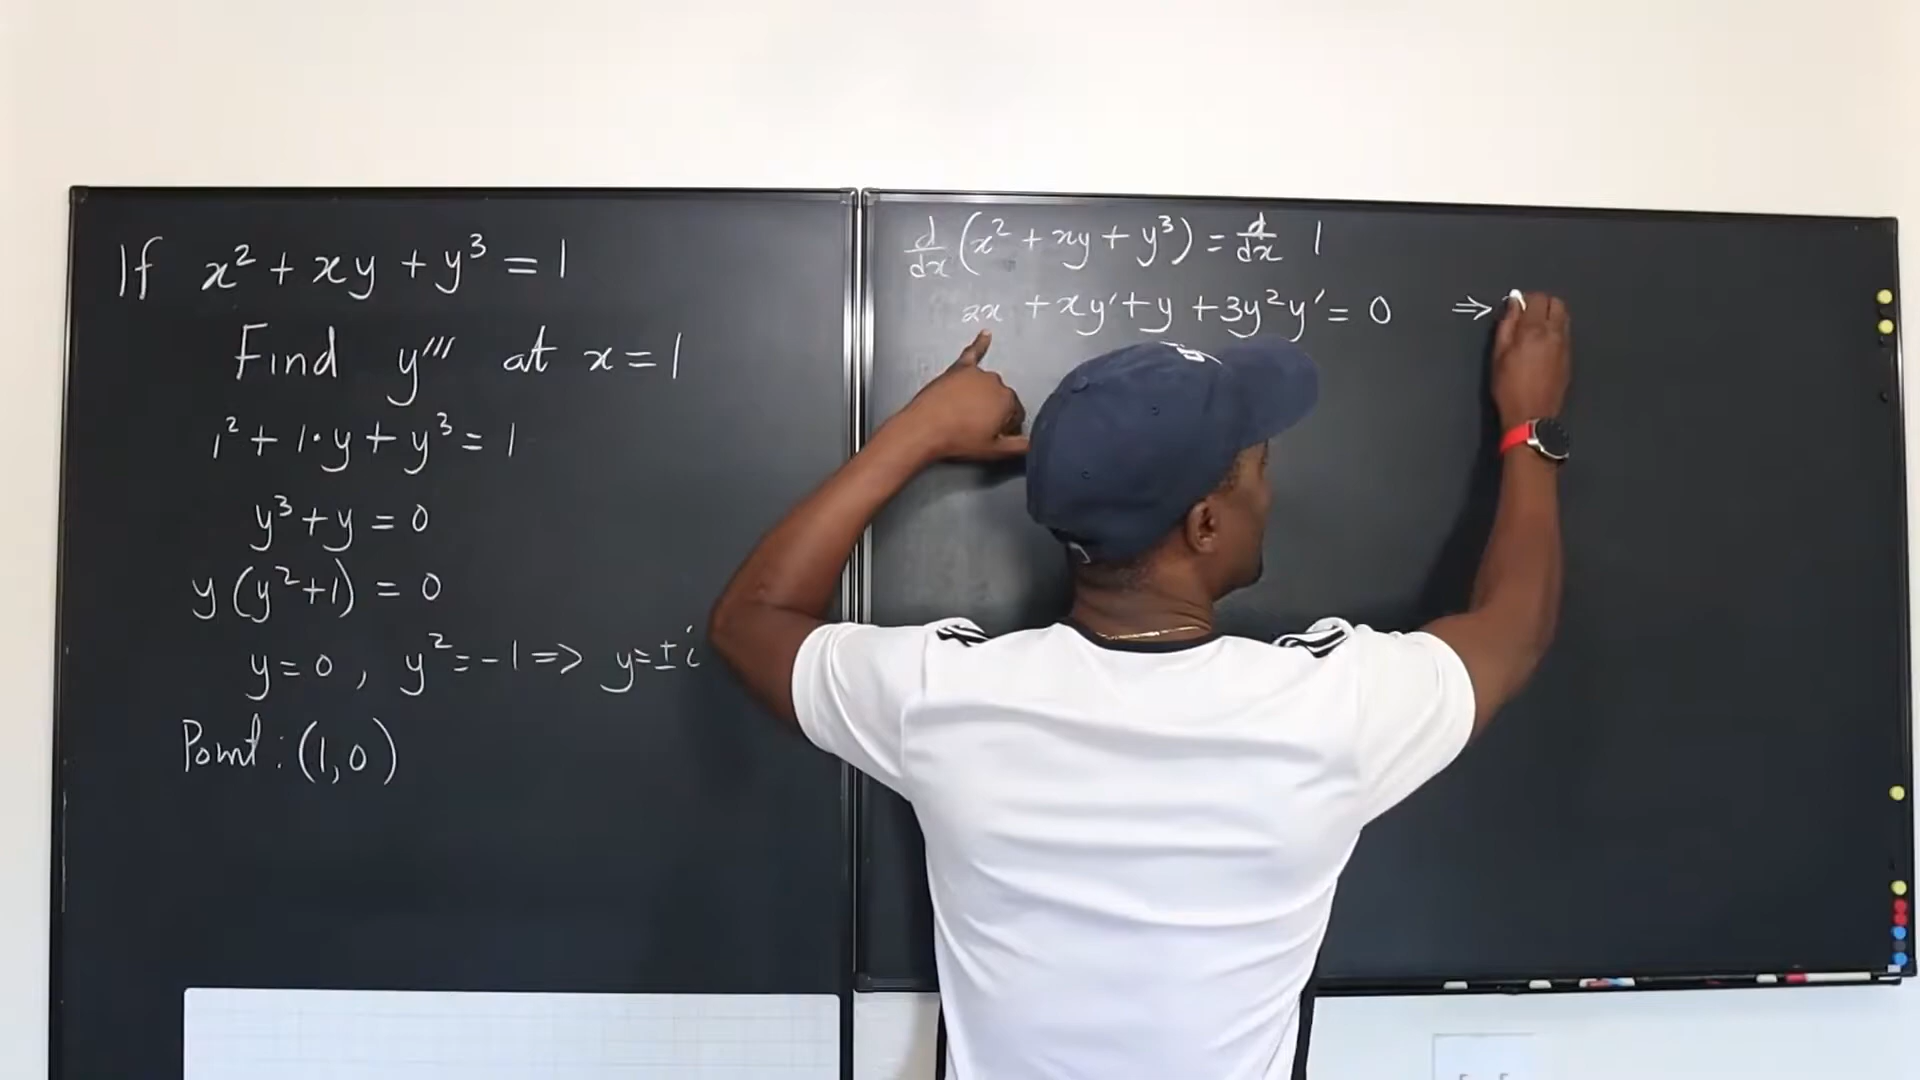 If x² + xy + y³ = 1
Find y''' at x = 1
1² + 1·y + y³ = 1
y³ + y = 0
y(y²+1) = 0
y=0, y²=-1 => y=±i
Point: (1,0)
d/dx (x² + xy + y³) = d/dx 1
2x + xy' + y + 3y²y' = 0 ⇒